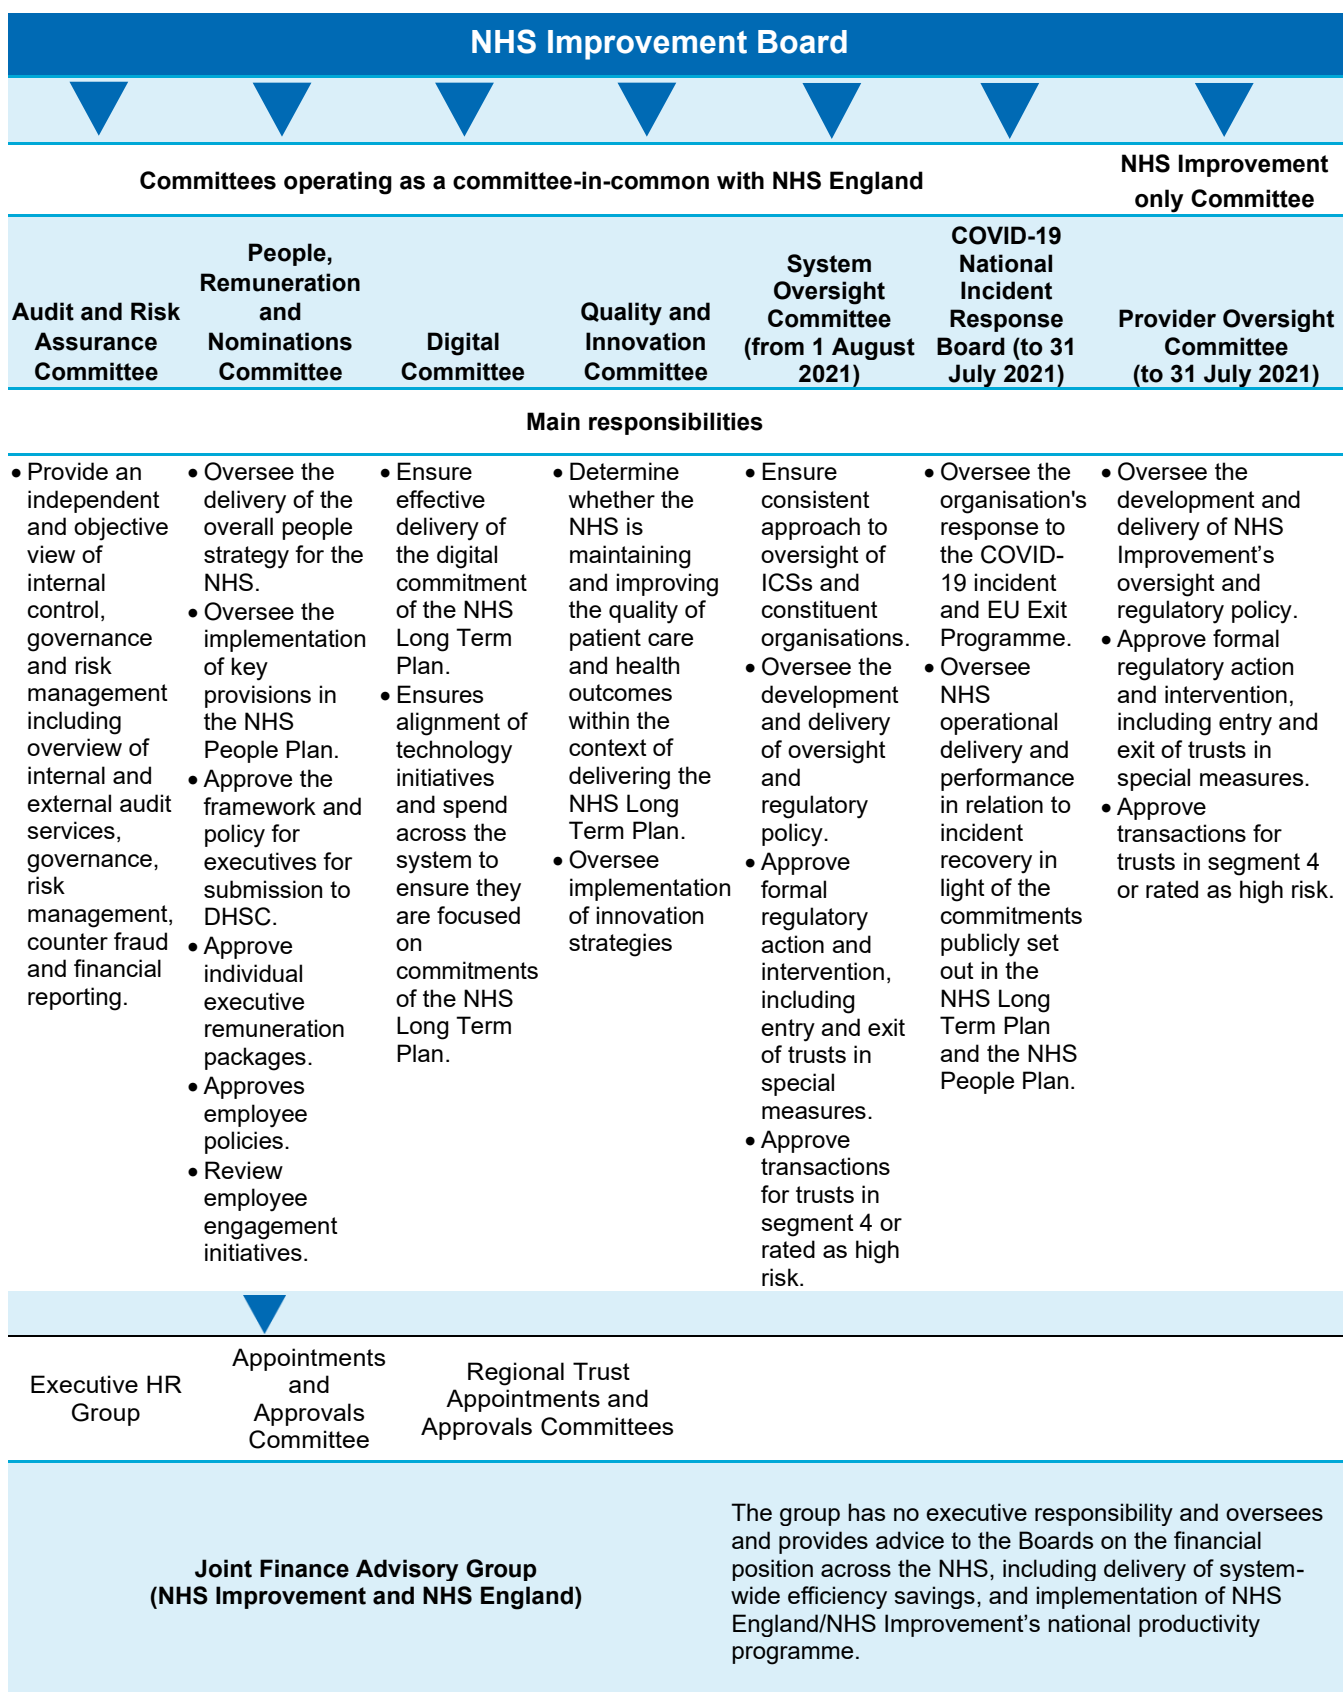 NHS Improvement Board
Committees operating as a committee-in-common with NHS England
NHS Improvement
only Committee
Audit and Risk
Assurance
Committee
People,
Remuneration
and
Nominations
Committee
Digital
Committee
Quality and
Innovation
Committee
System
Oversight
Committee
(from 1 August
2021)
COVID-19
National
Incident
Response
Board (to 31
July 2021)
Provider Oversight
Committee
(to 31 July 2021)
Main responsibilities
• Provide an
independent
and objective
view of
internal
control,
governance
and risk
management
including
overview of
internal and
external audit
services,
governance,
risk
management,
counter fraud
and financial
reporting.
• Oversee the
delivery of the
overall people
strategy for the
NHS.
• Oversee the
implementation
of key
provisions in
the NHS
People Plan.
• Approve the
framework and
policy for
executives for
submission to
DHSC.
• Approve
individual
executive
remuneration
packages.
• Approves
employee
policies.
• Review
employee
engagement
initiatives.
• Ensure
effective
delivery of
the digital
commitment
of the NHS
Long Term
Plan.
• Ensures
alignment of
technology
initiatives
and spend
across the
system to
ensure they
are focused
on
commitments
of the NHS
Long Term
Plan.
• Determine
whether the
NHS is
maintaining
and improving
the quality of
patient care
and health
outcomes
within the
context of
delivering the
NHS Long
Term Plan.
• Oversee
implementation
of innovation
strategies
• Ensure
consistent
approach to
oversight of
ICSs and
constituent
organisations.
• Oversee the
development
and delivery
of oversight
and
regulatory
policy.
• Approve
formal
regulatory
action and
intervention,
including
entry and exit
of trusts in
special
measures.
• Approve
transactions
for trusts in
segment 4 or
rated as high
risk.
• Oversee the
organisation's
response to
the COVID-
19 incident
and EU Exit
Programme.
• Oversee
NHS
operational
delivery and
performance
in relation to
incident
recovery in
light of the
commitments
publicly set
out in the
NHS Long
Term Plan
and the NHS
People Plan.
• Oversee the
development and
delivery of NHS
Improvement’s
oversight and
regulatory policy.
• Approve formal
regulatory action
and intervention,
including entry and
exit of trusts in
special measures.
• Approve
transactions for
trusts in segment 4
or rated as high risk.
Executive HR
Group
Appointments
and
Approvals
Committee
Regional Trust
Appointments and
Approvals Committees
Joint Finance Advisory Group
(NHS Improvement and NHS England)
The group has no executive responsibility and oversees
and provides advice to the Boards on the financial
position across the NHS, including delivery of system-
wide efficiency savings, and implementation of NHS
England/NHS Improvement’s national productivity
programme.